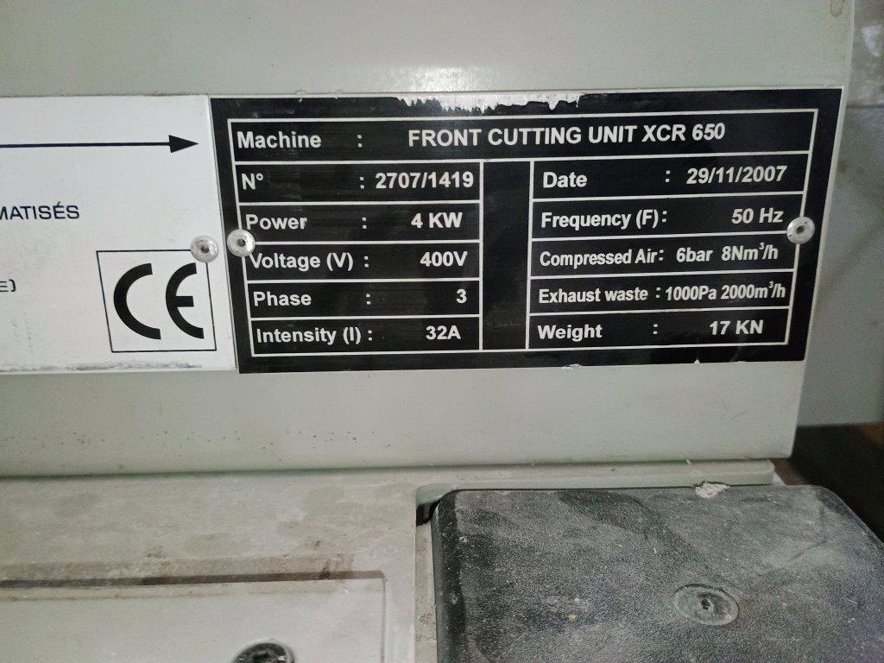 MATISÉS
E)
CE
Machine : FRONT CUTTING UNIT XCR 650
N° : 2707/1419
Power : 4 KW
Voltage (V) : 400V
Phase : 3
Intensity (I) : 32A
Date : 29/11/2007
Frequency (F): 50 Hz
Compressed Air: 6bar 8Nm³/h
Exhaust waste : 1000Pa 2000m³/h
Weight : 17 KN